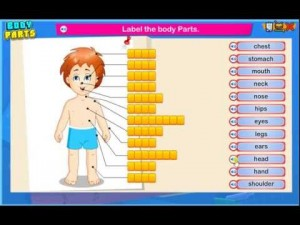 BODY
PARTS
Label the body Parts.
?
chest
stomach
mouth
neck
nose
hips
eyes
legs
ears
head
hand
shoulder